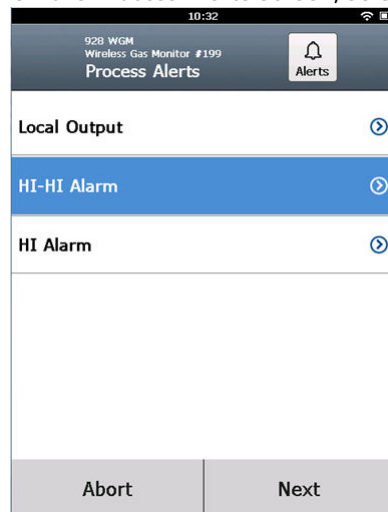 10:32
928 WGM
Wireless Gas Monitor #199
Process Alerts
Alerts
Local Output
HI-HI Alarm
HI Alarm
Abort
Next